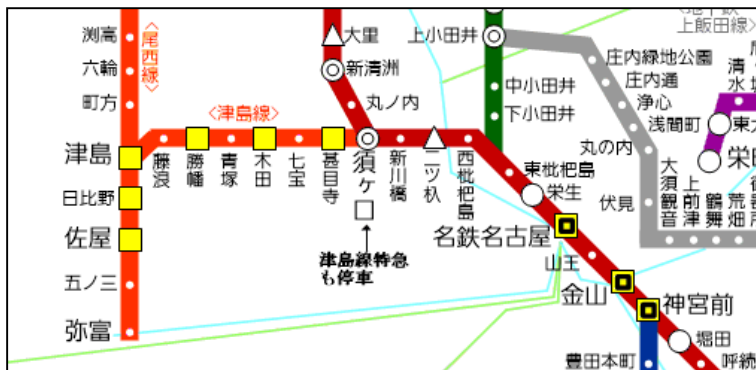 渕高
六輪
町方
津島
日比野
佐屋
五ノ三
弥富
〈尾西線〉
〈津島線〉
藤浪
勝幡
青塚
木田
七宝
甚目寺
須ヶ口
新川橋
二ツ杁
西枇杷島
大里
新清洲
丸ノ内
↑
津島線特急
も停車
上小田井
中小田井
下小田井
東枇杷島
栄生
名鉄名古屋
山王
金山
神宮前
堀田
呼続
豊田本町
上飯田線〉
庄内緑地公園
庄内通
浄心
浅間町
丸の内
伏見
大須観音
上前津
鶴舞
荒畑
清水